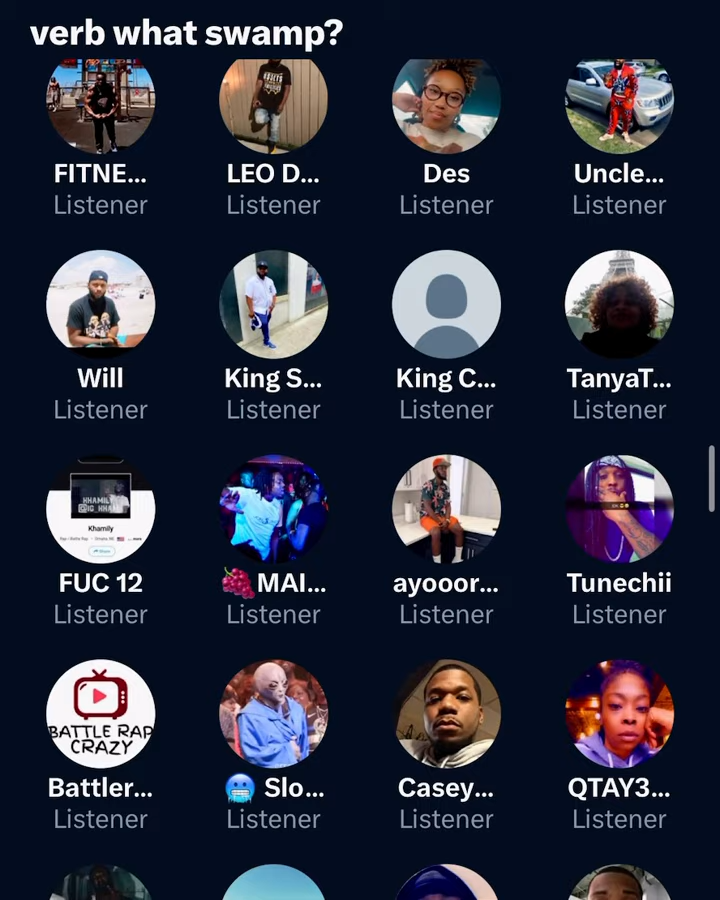 verb what swamp?
FITNE...
LEO D...
Des
Uncle...
Listener
Listener
Listener
Listener
Will
King S...
King C...
TanyaT...
Listener
Listener
Listener
Listener
Khamily
FUC 12
🍇MAI...
ayooor...
Tunechii
Listener
Listener
Listener
Listener
BATTLE RAP
CRAZY
Battler...
🥶 Slo...
Casey...
QTAY3...
Listener
Listener
Listener
Listener